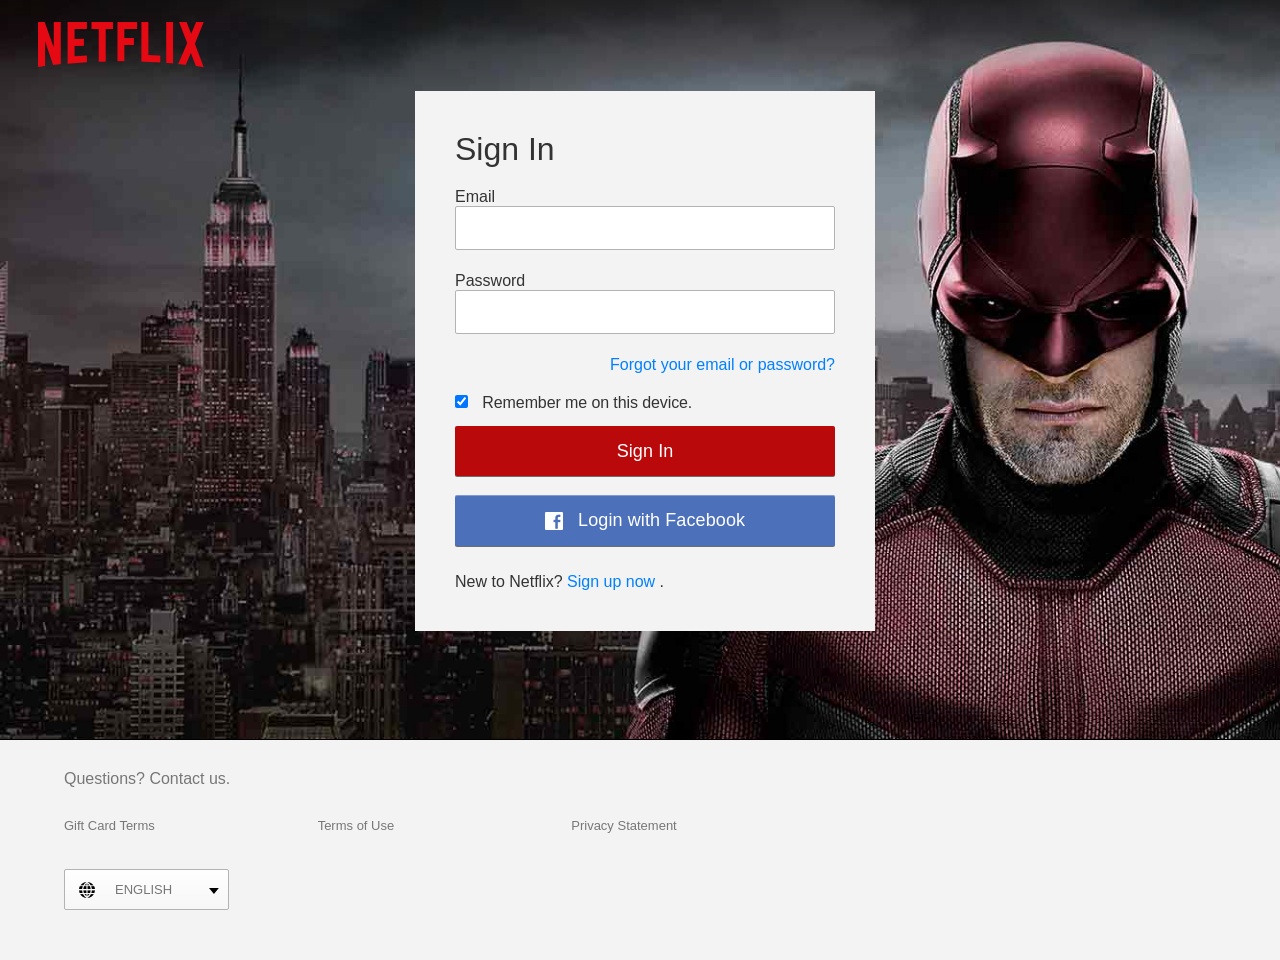 NETFLIX
Sign In
Email
Password
Forgot your email or password?
Remember me on this device.
Sign In
Login with Facebook
New to Netflix? Sign up now .
Questions? Contact us.
Gift Card Terms
Terms of Use
Privacy Statement
ENGLISH